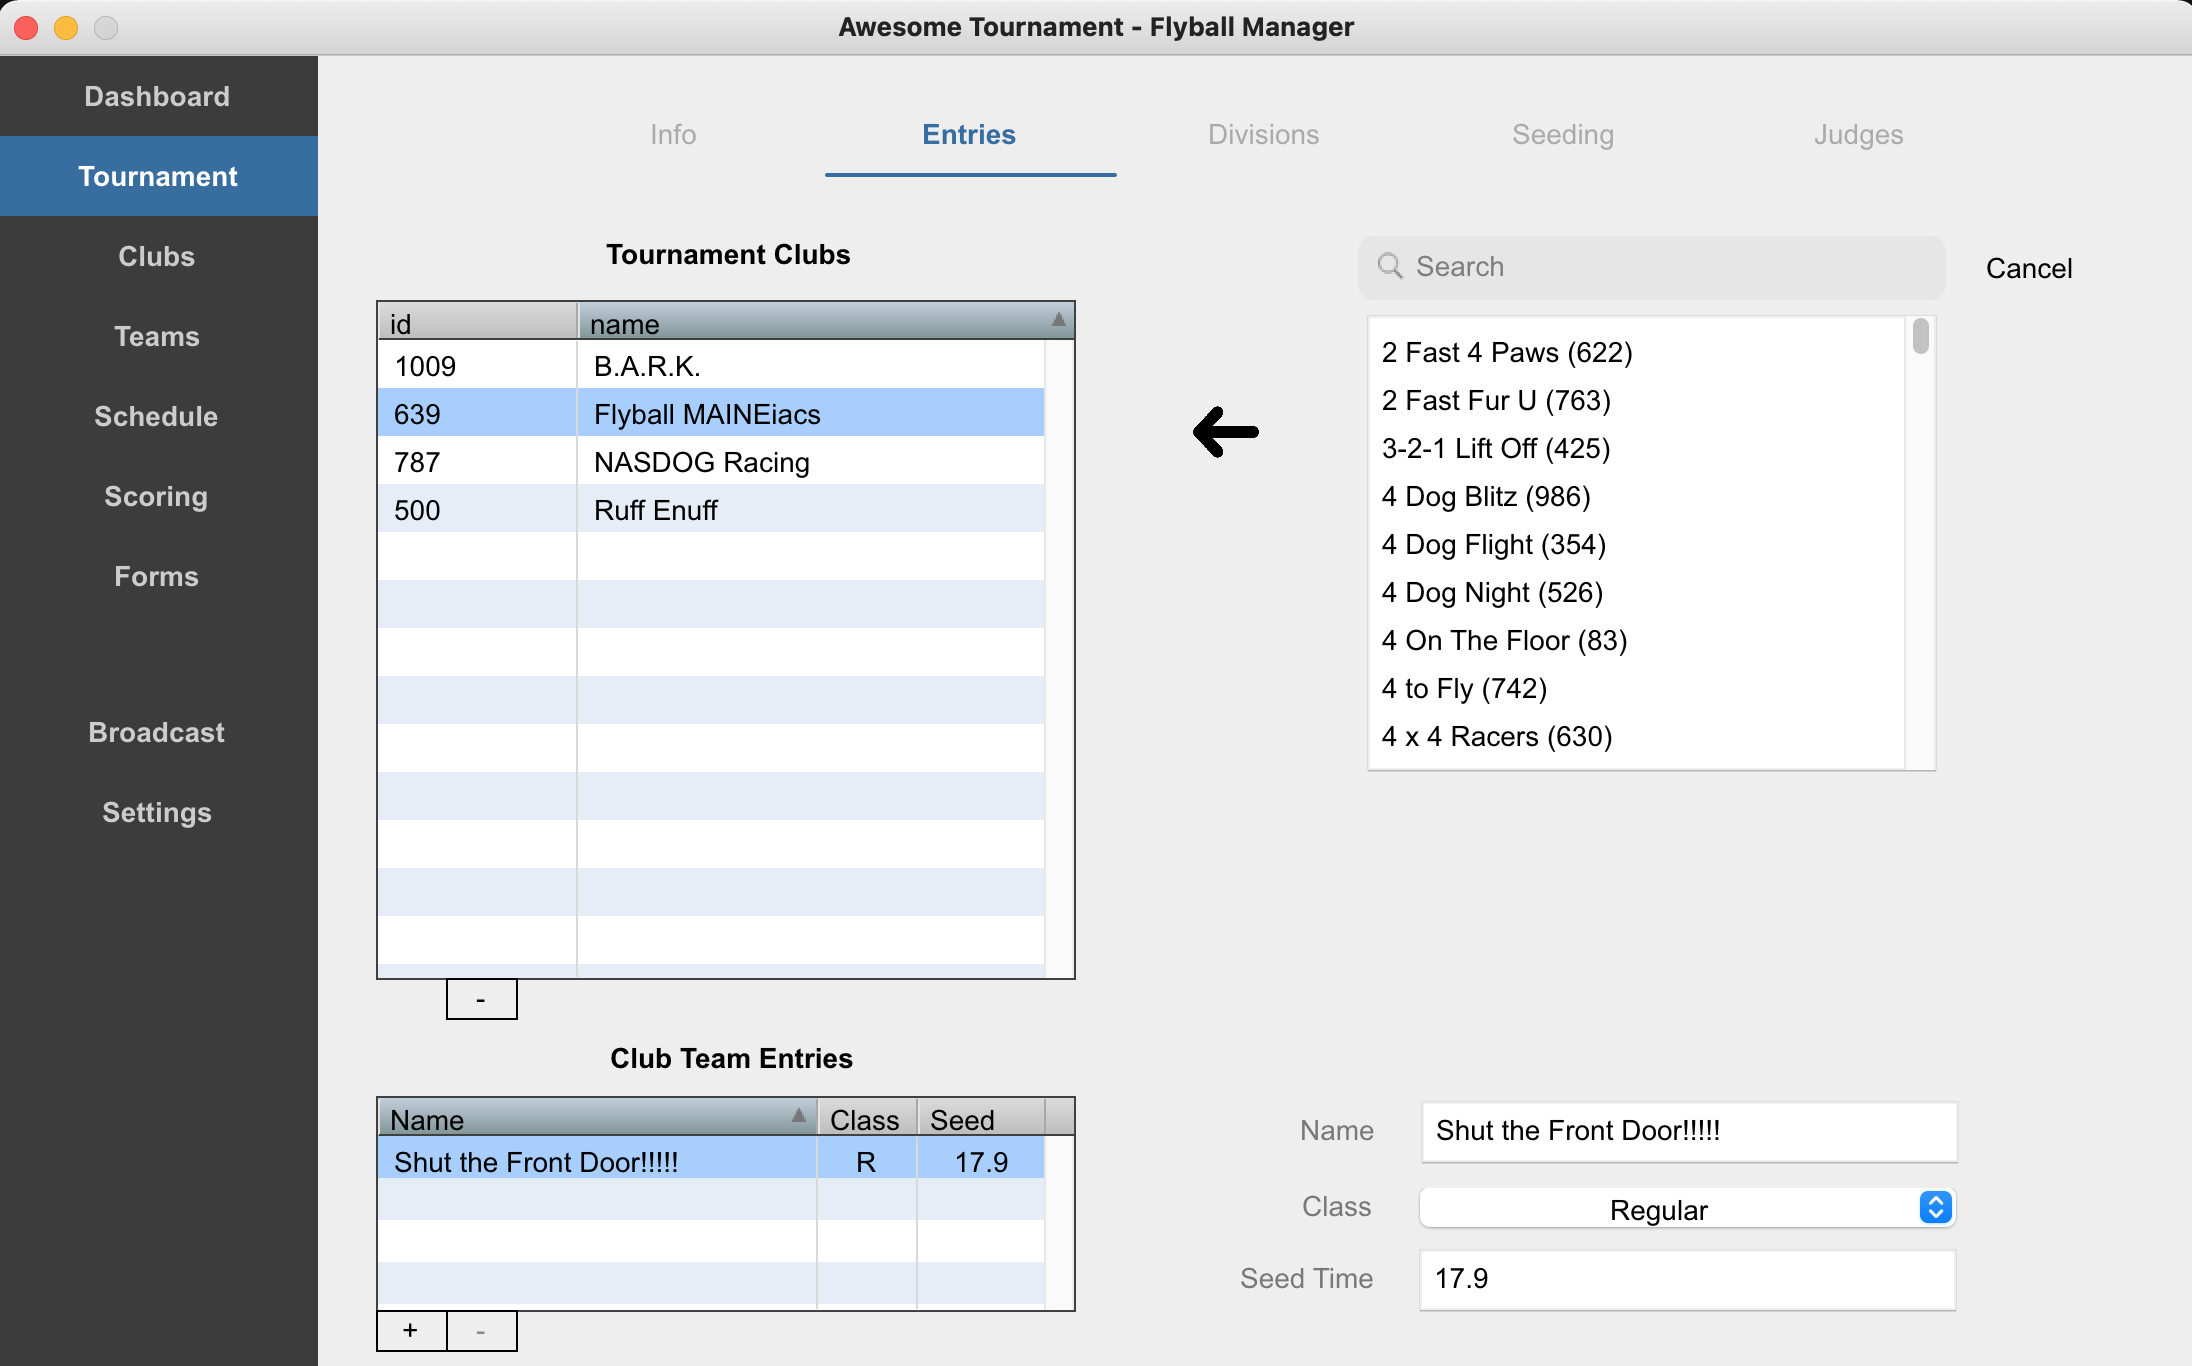 Awesome Tournament - Flyball Manager
Dashboard
Tournament
Clubs
Teams
Schedule
Scoring
Forms
Broadcast
Settings
Info Entries Divisions Seeding Judges
Tournament Clubs
id name
1009 B.A.R.K.
639 Flyball MAINEiacs
787 NASDOG Racing
500 Ruff Enuff
-
Search Cancel
2 Fast 4 Paws (622)
2 Fast Fur U (763)
3-2-1 Lift Off (425)
4 Dog Blitz (986)
4 Dog Flight (354)
4 Dog Night (526)
4 On The Floor (83)
4 to Fly (742)
4 x 4 Racers (630)
Club Team Entries
Name Class Seed
Shut the Front Door!!!!! R 17.9
+ -
Name Shut the Front Door!!!!!
Class Regular
Seed Time 17.9